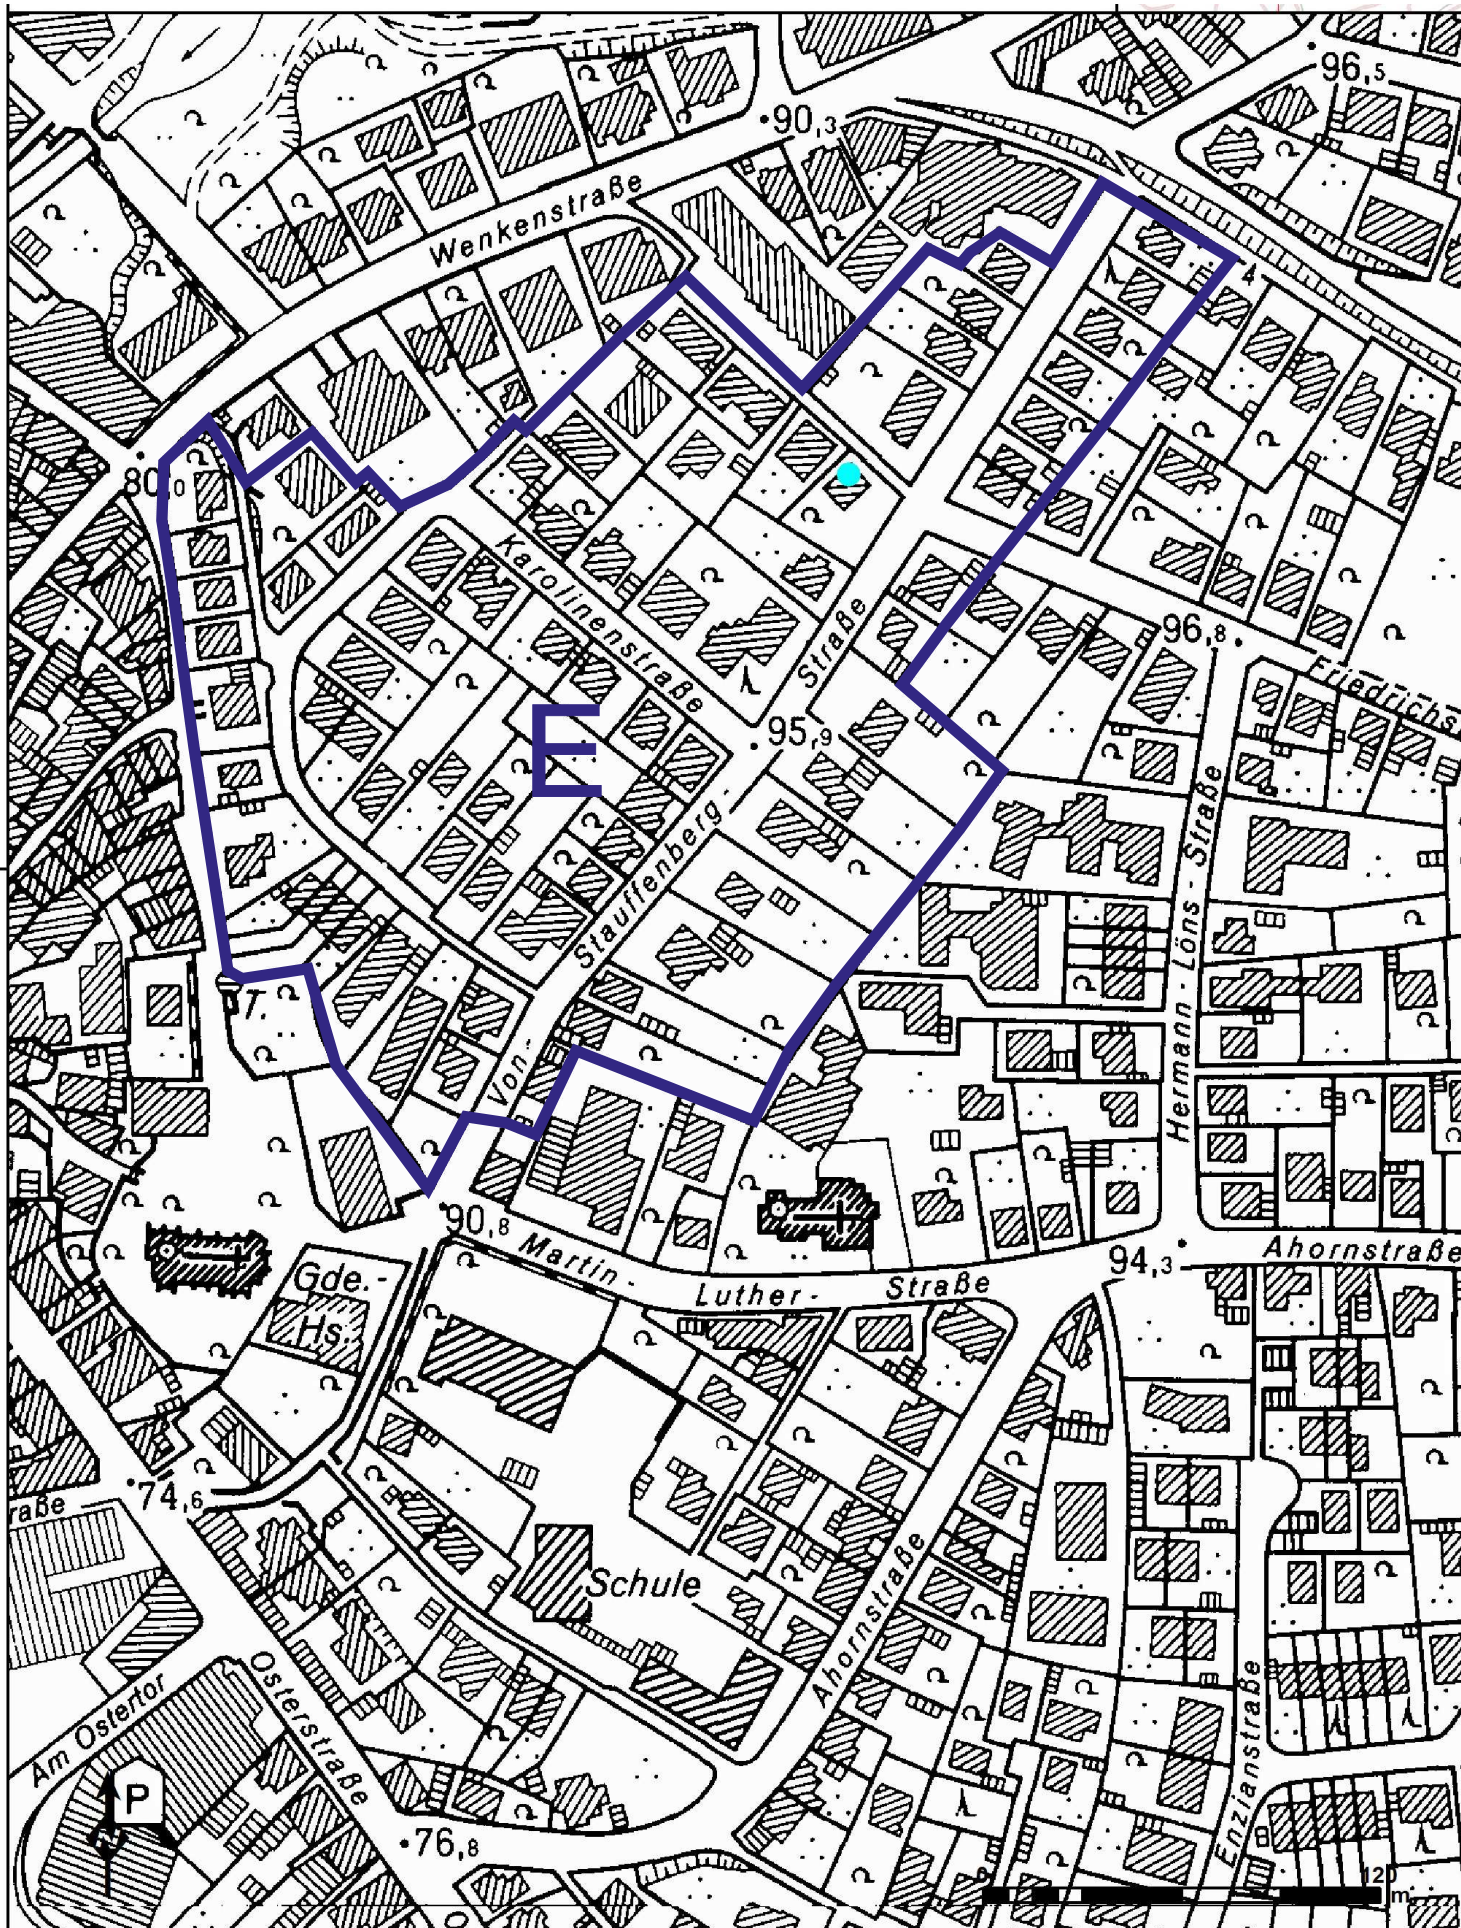 96,5
90,3
Wenkenstraße
4
80,0
Karolinenstraße
Straße
96,8
Friedrichs
E
95,9
Stauffenberg-
Hermann-Löns-Straße
T.
Von-
90,8
Martin-
Luther-
Straße
94,3
Ahornstraße
Gde.-
Hs.
74,6
raße
Schule
Ahornstraße
Am Ostertor
Osterstraße
Enzianstraße
P
76,8
0
120
m